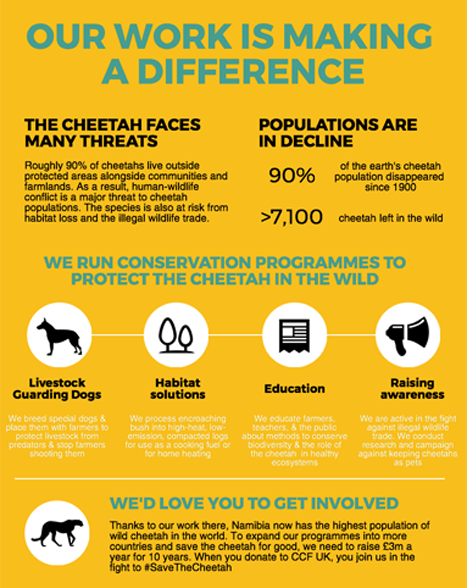 OUR WORK IS MAKING
A DIFFERENCE
THE CHEETAH FACES
MANY THREATS
Roughly 90% of cheetahs live outside
protected areas alongside communities and
farmlands. As a result, human-wildlife
conflict is a major threat to cheetah
populations. The species is also at risk from
habitat loss and the illegal wildlife trade.
POPULATIONS ARE
IN DECLINE
90%
of the earth's cheetah
population disappeared
since 1900
>7,100
cheetah left in the wild
WE RUN CONSERVATION PROGRAMMES TO
PROTECT THE CHEETAH IN THE WILD
Livestock
Guarding Dogs
We breed special dogs &
place them with farmers to
protect livestock from
predators & stop farmers
shooting them
Habitat
solutions
We process encroaching
bush into high-heat, low-
emission, compacted logs
for use as a cooking fuel or
for home heating
Education
We educate farmers,
teachers, & the public
about methods to conserve
biodiversity & the role of
the cheetah in healthy
ecosystems
Raising
awareness
We are active in the fight
against illegal wildlife
trade. We conduct
research and campaign
against keeping cheetahs
as pets
WE'D LOVE YOU TO GET INVOLVED
Thanks to our work there, Namibia now has the highest population of
wild cheetah in the world. To expand our programmes into more
countries and save the cheetah for good, we need to raise £3m a
year for 10 years. When you donate to CCF UK, you join us in the
fight to #SaveTheCheetah